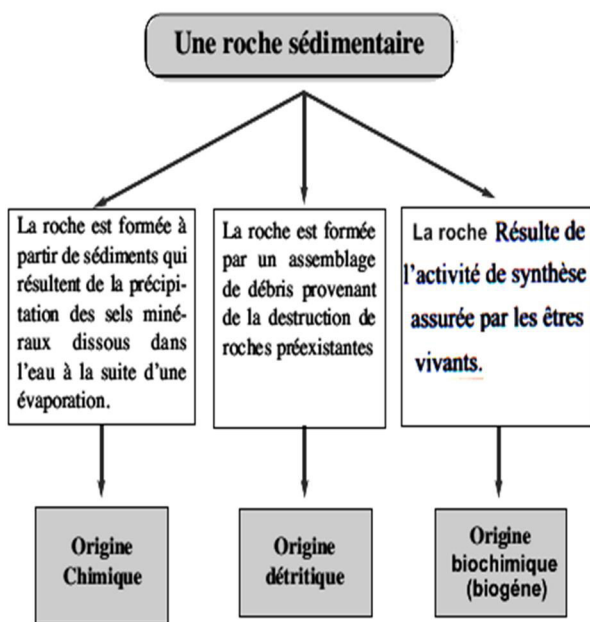 Une roche sédimentaire
La roche est formée à
partir de sédiments qui
résultent de la précipi-
tation des sels miné-
raux dissous dans
l'eau à la suite d'une
évaporation.
La roche est formée
par un assemblage
de débris provenant
de la destruction de
roches préexistantes
La roche Résulte de
l'activité de synthèse
assurée par les êtres
vivants.
Origine
Chimique
Origine
détritique
Origine
biochimique
(biogéne)